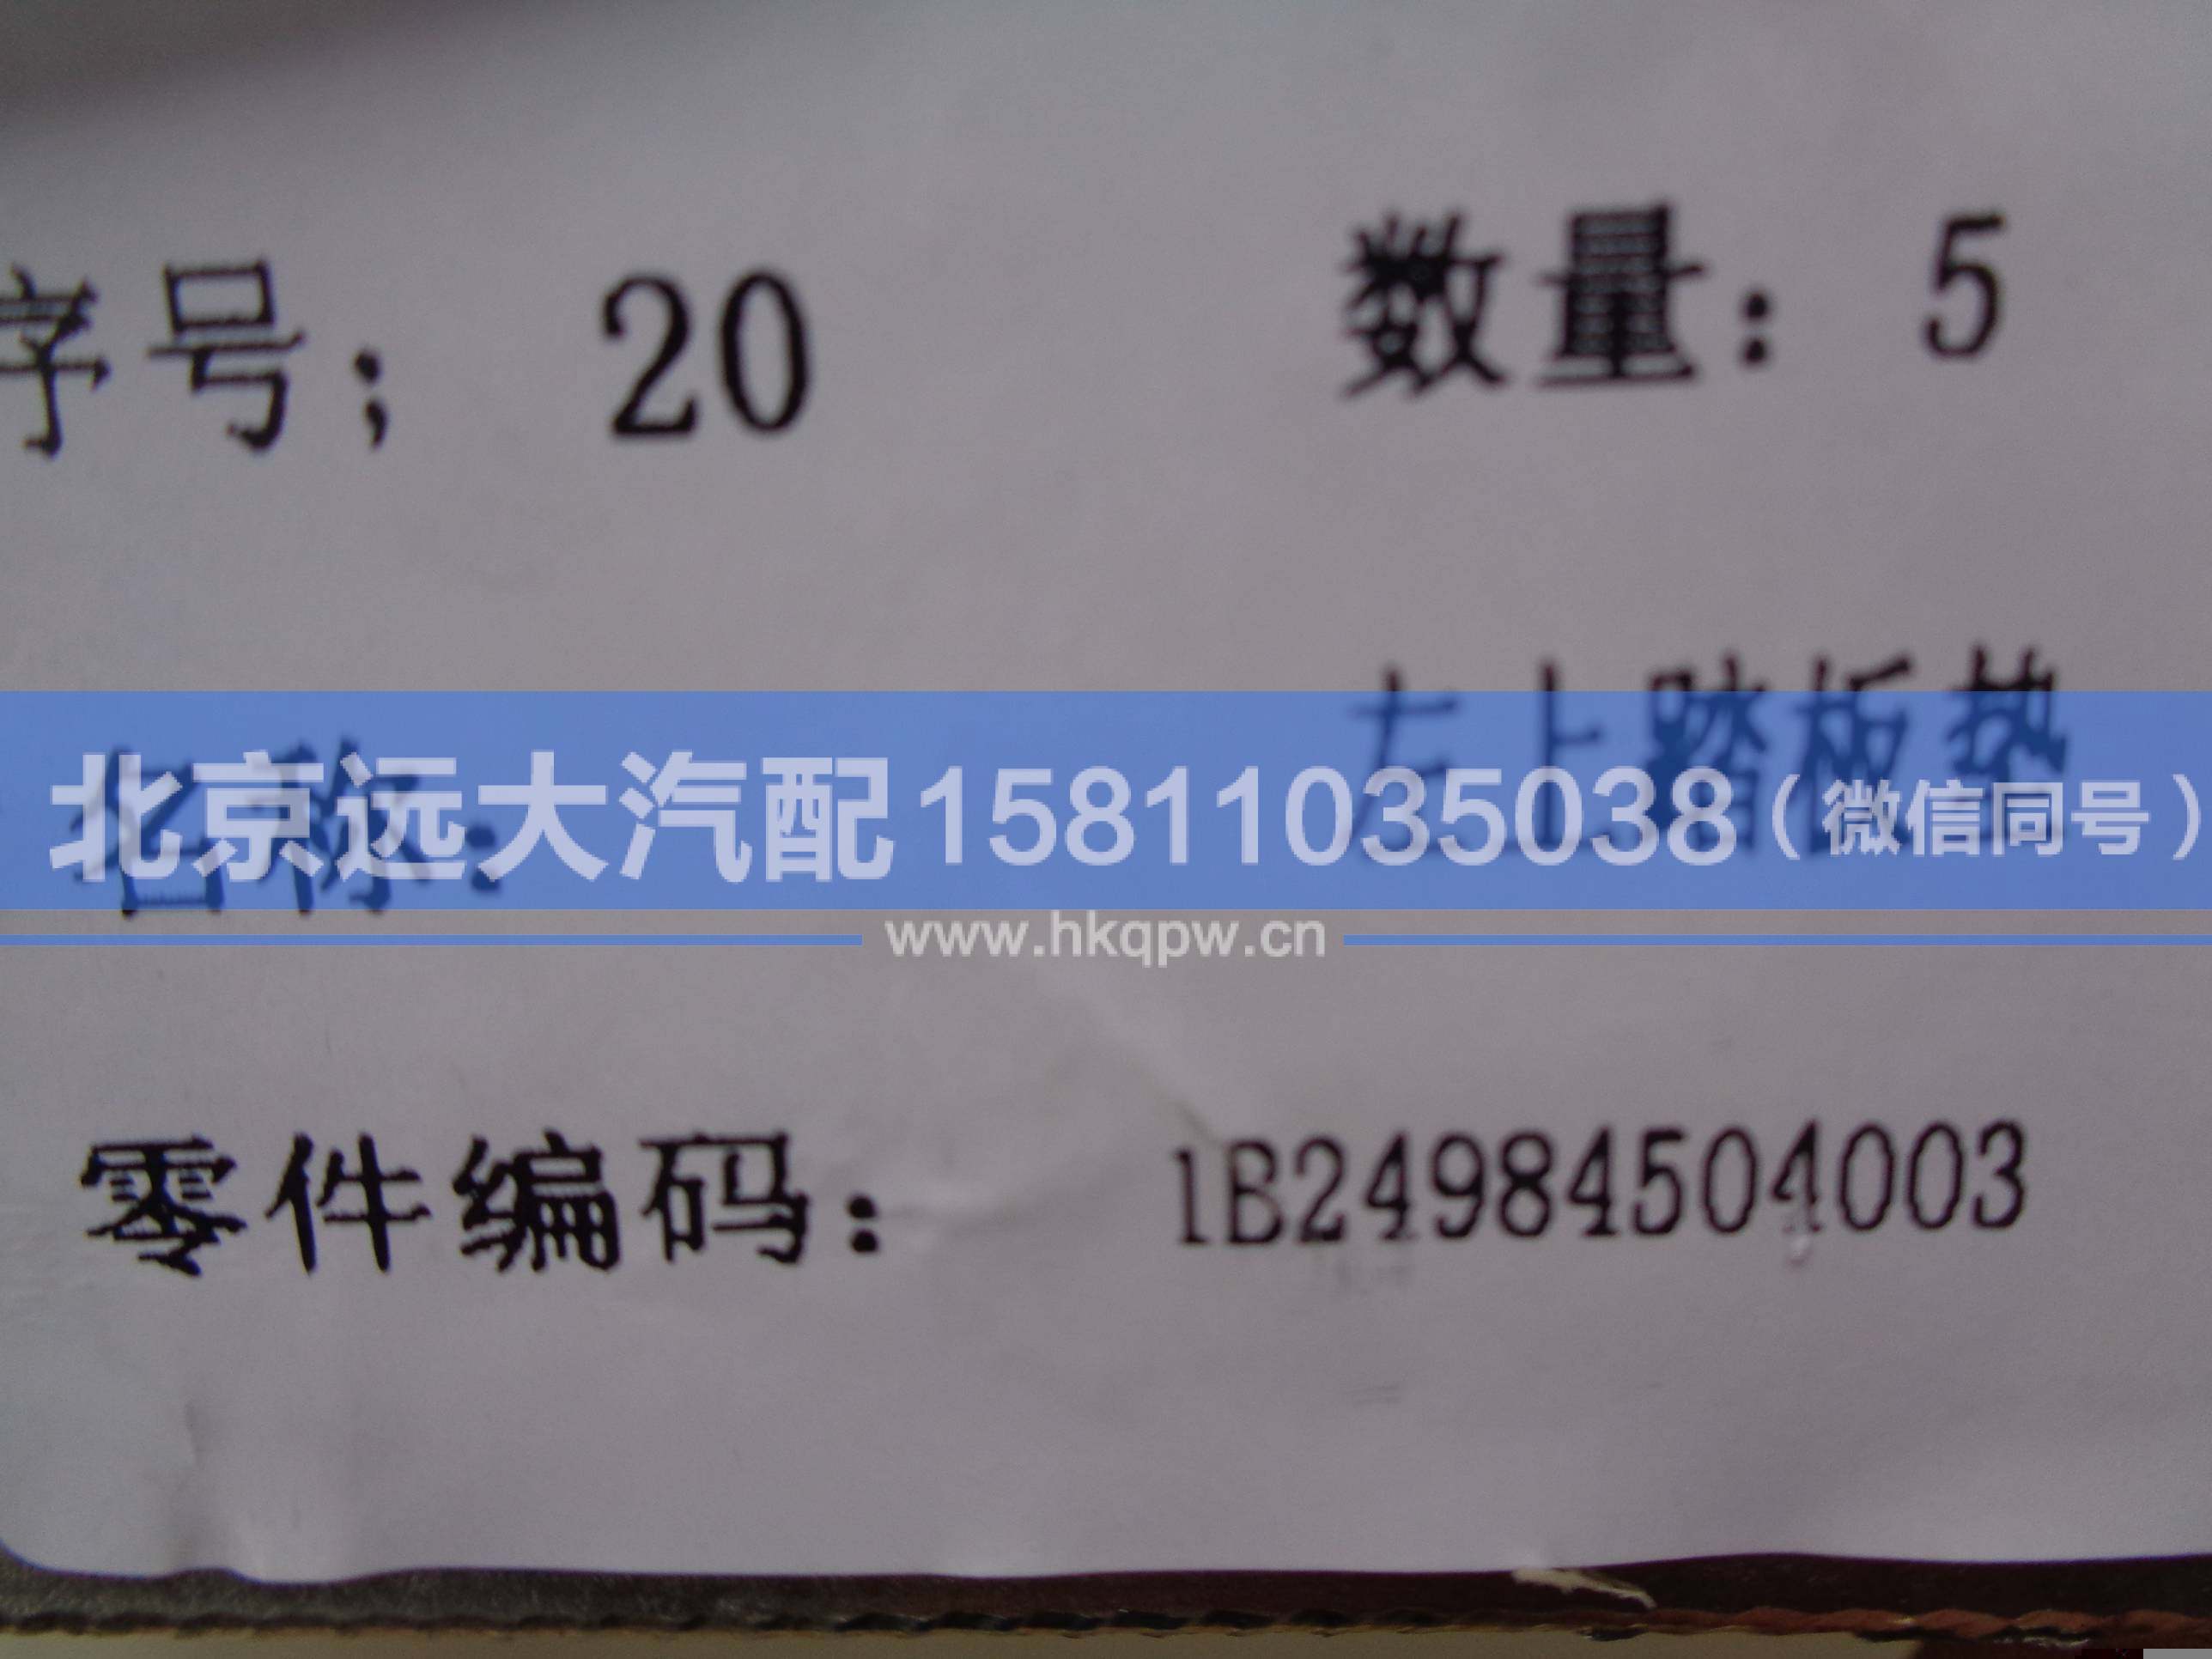 序号； 20 数量：5
名称： 左上踏板垫
北京远大汽配15811035038（微信同号）
www.hkqpw.cn
零件编码： 1B24984504003